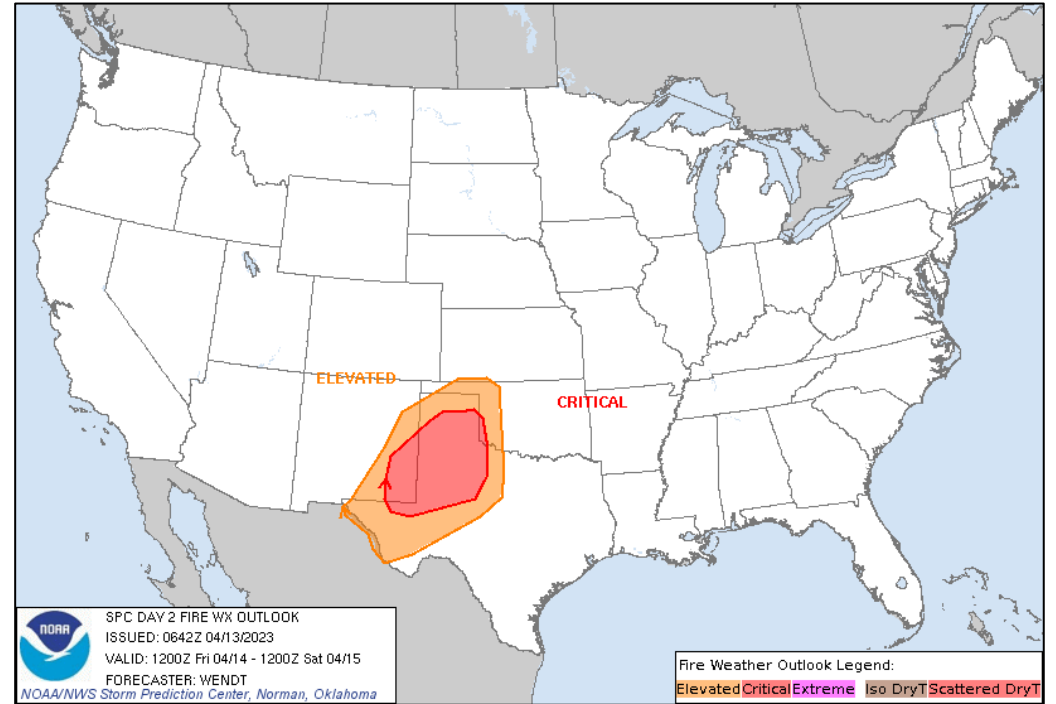 ELEVATED
CRITICAL
NOAA
SPC DAY 2 FIRE WX OUTLOOK
ISSUED: 0642Z 04/13/2023
VALID: 1200Z Fri 04/14 - 1200Z Sat 04/15
FORECASTER: WENDT
NOAA/NWS Storm Prediction Center, Norman, Oklahoma
Fire Weather Outlook Legend:
Elevated Critical Extreme Iso DryT Scattered DryT